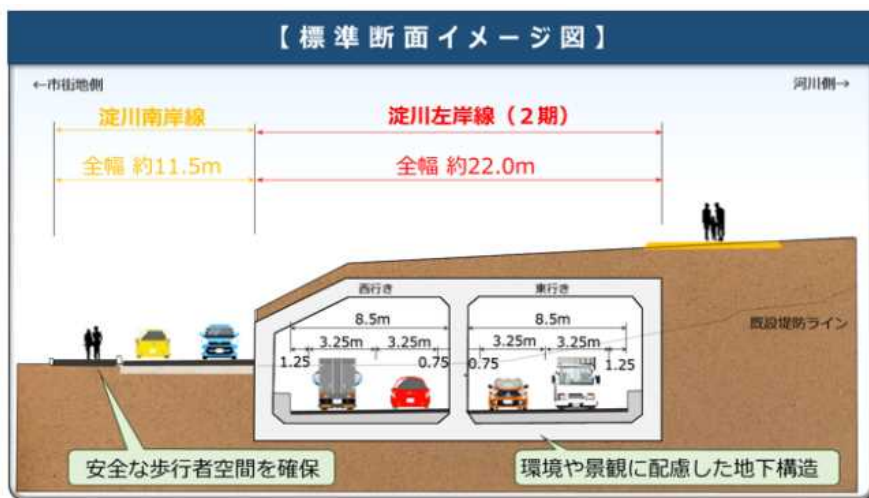 【標準断面イメージ図】
←市街地側
河川側→
淀川南岸線
淀川左岸線（２期）
全幅 約11.5m
全幅 約22.0m
西行き
東行き
8.5m
8.5m
既設堤防ライン
3.25m
3.25m
3.25m
3.25m
1.25
0.75
0.75
1.25
安全な歩行者空間を確保
環境や景観に配慮した地下構造